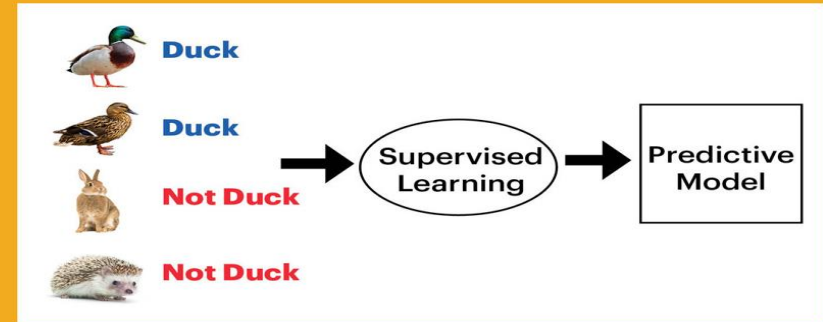 Duck
Duck
Not Duck
Not Duck
Supervised
Learning
Predictive
Model